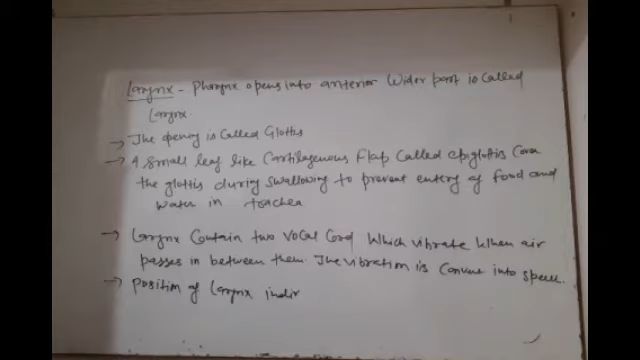 Larynx - Pharynx opens into anterior wider part is called
Larynx.
→ The opening is called Glottis
→ A small leaf like Cartilagenous flap called epiglottis Cover
the glottis during swallowing to prevent entery of food and
water in trachea
→ Larynx Contain two vocal Cord which vibrate when air
passes in between them. The vibration is into
→ Position of Larynx indiv